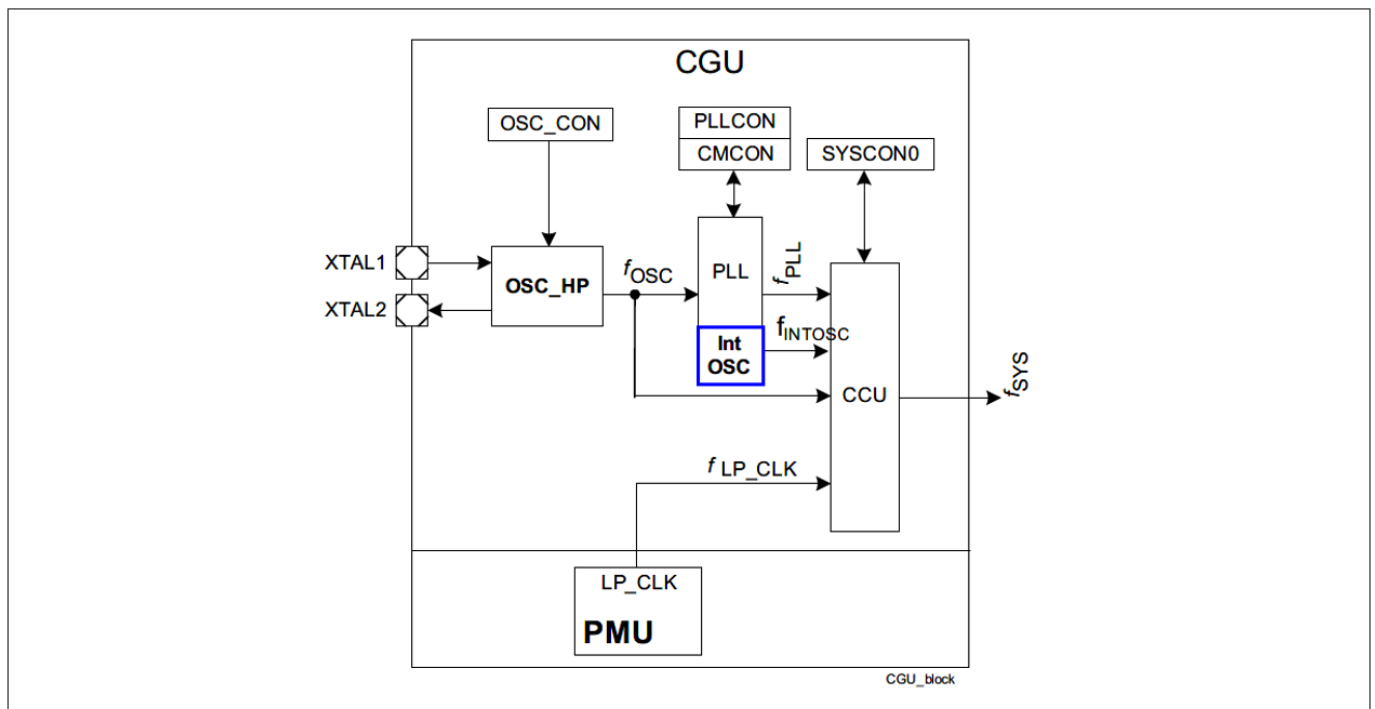 CGU
OSC_CON
PLLCON
CMCON
SYSCON0
XTAL1
XTAL2
OSC_HP
fOSC
PLL
fPLL
Int
OSC
fINTOSC
CCU
fSYS
f LP_CLK
LP_CLK
PMU
CGU_block